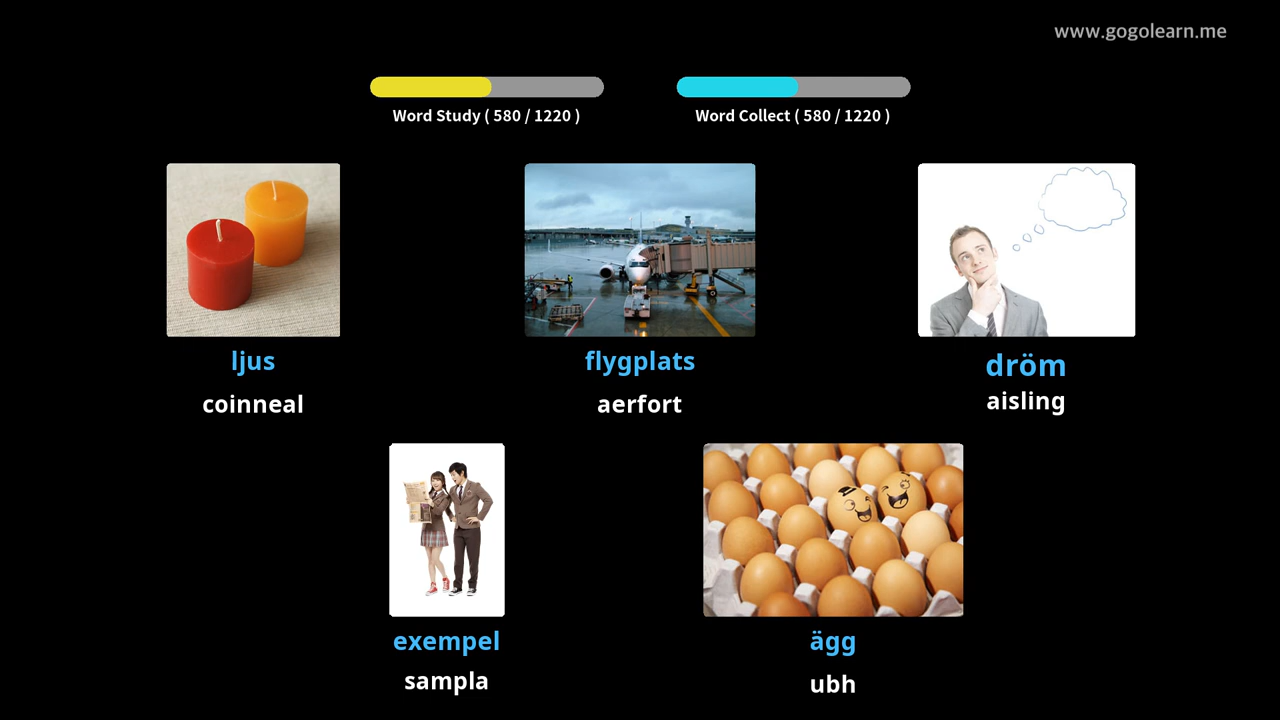 www.gogolearn.me
Word Study ( 580 / 1220 )
Word Collect ( 580 / 1220 )
ljus
coinneal
flygplats
aerfort
dröm
aisling
exempel
sampla
ägg
ubh